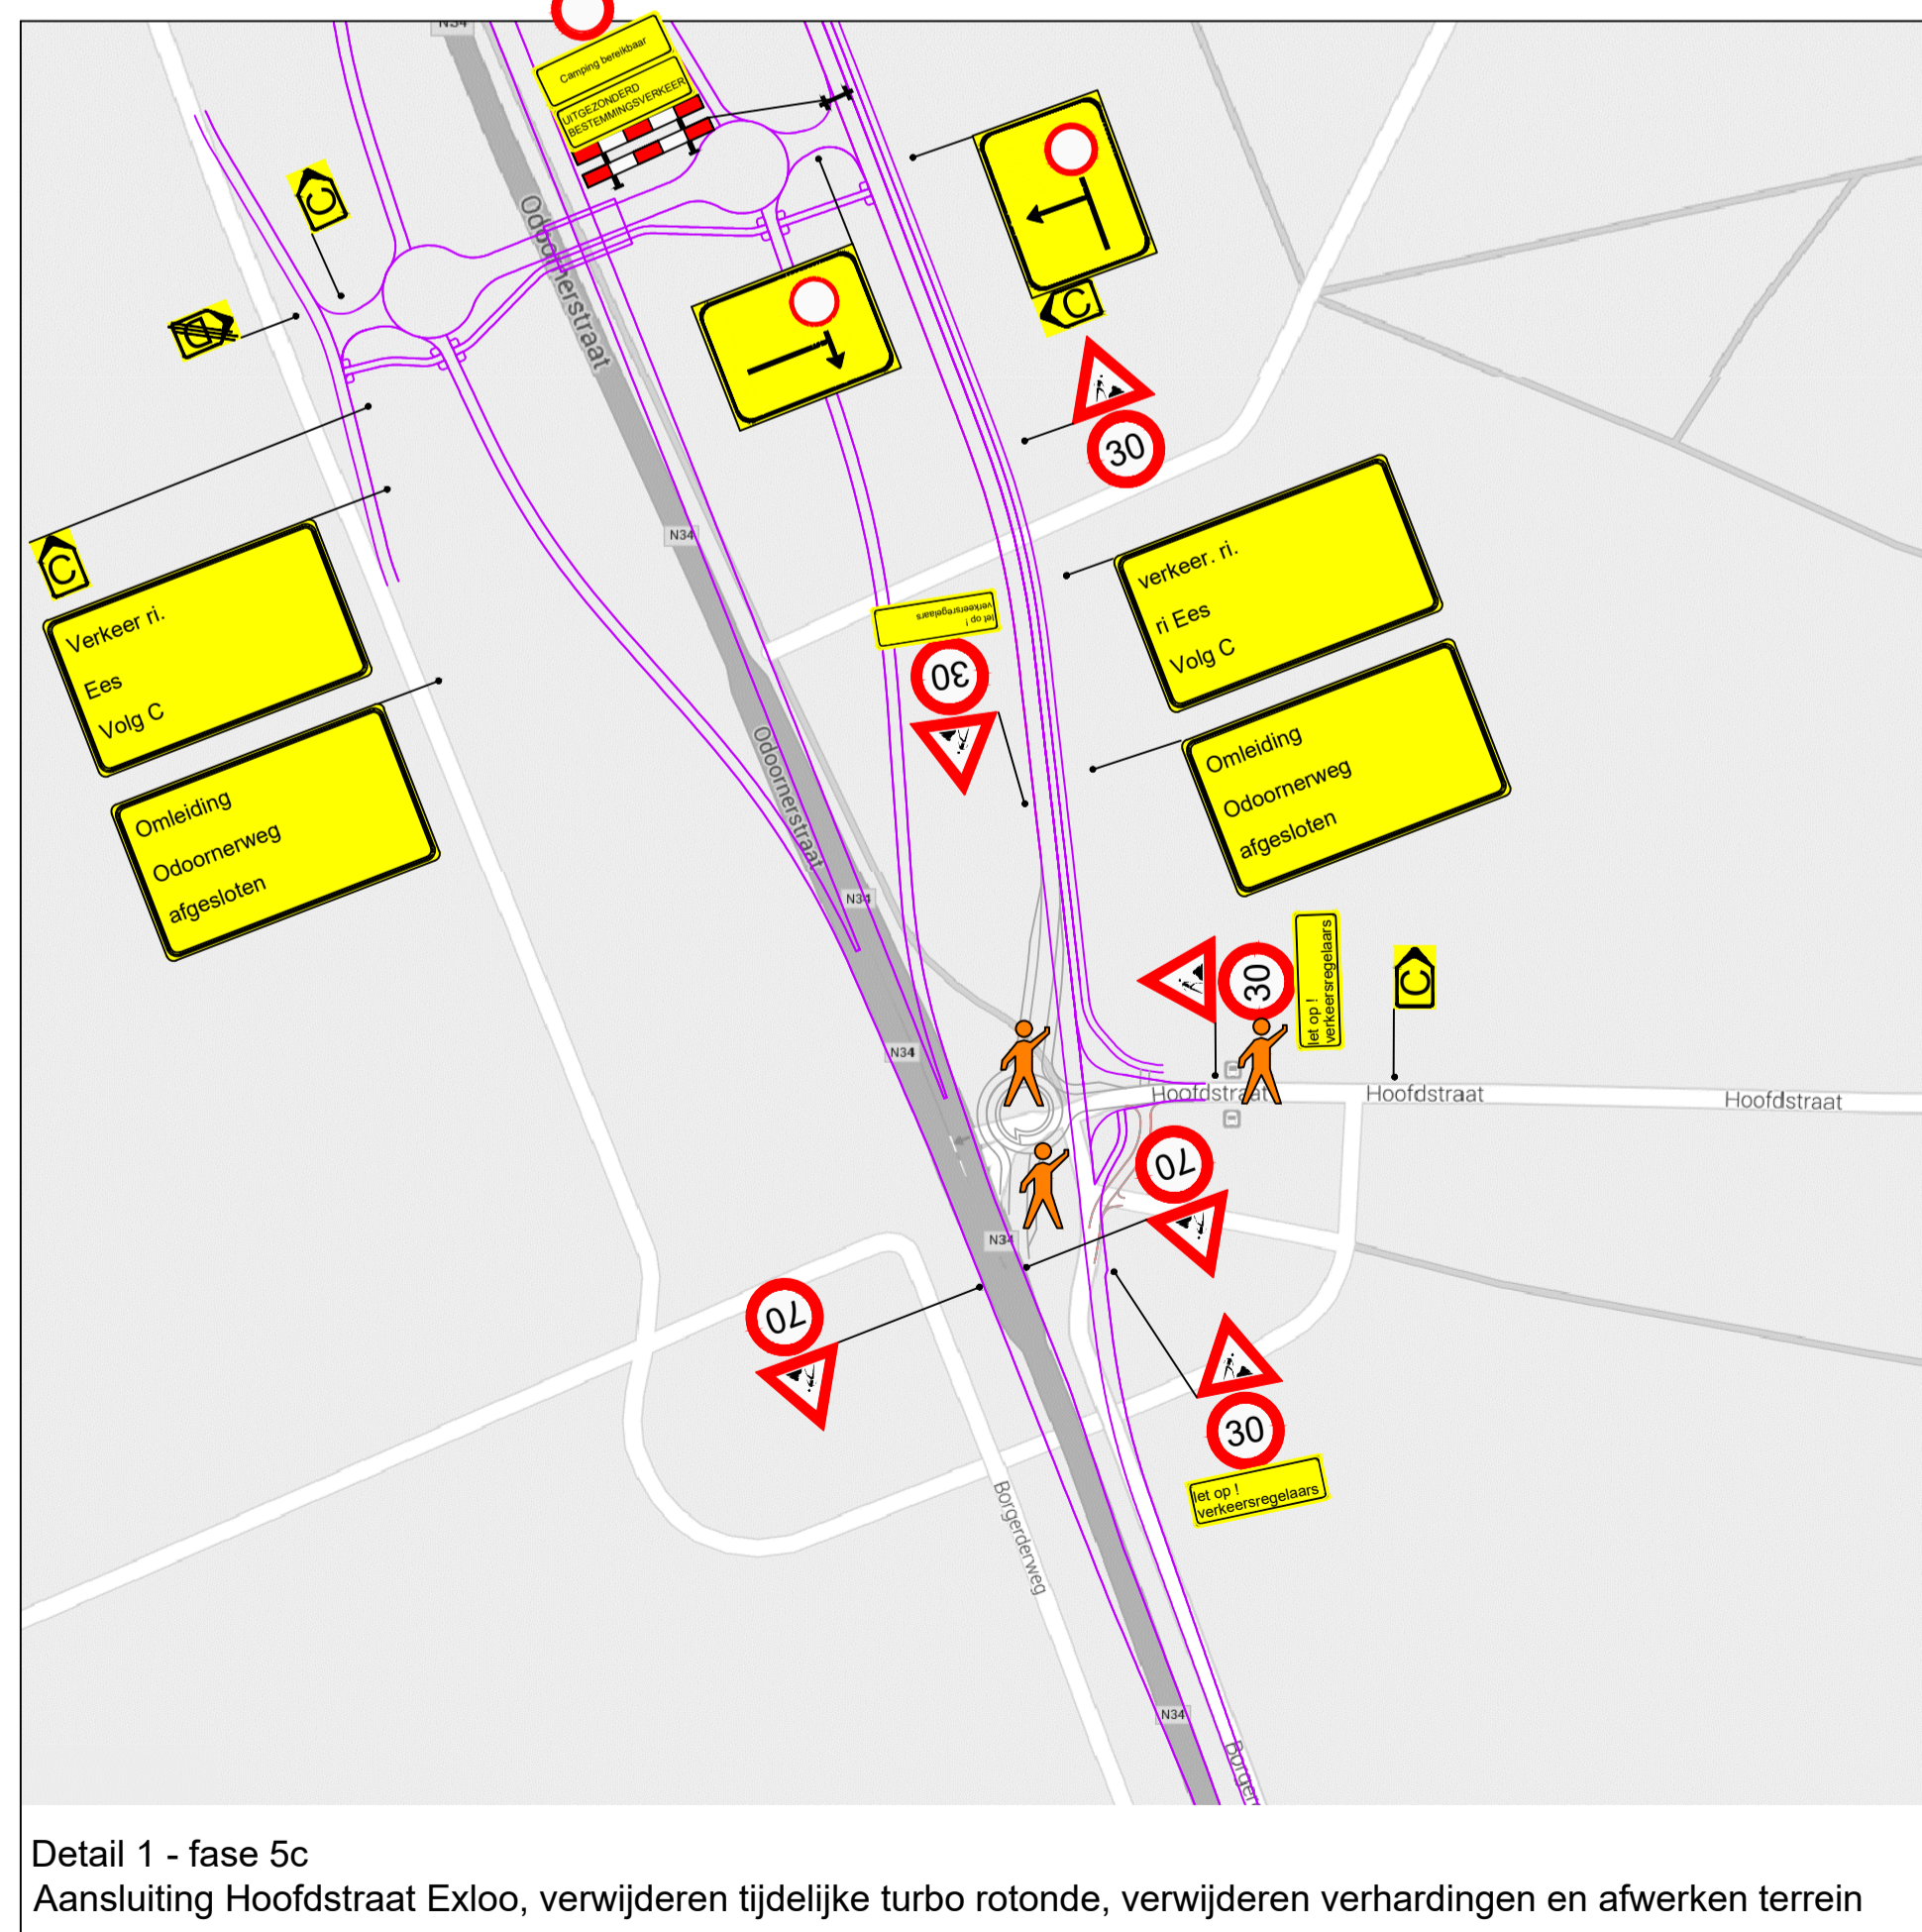 N34
Camping bereikbaar
UITGEZONDERD
BESTEMMINGSVERKEER
C
D
C
Odoornerstraat
30
N34
C
Verkeer ri.
Ees
Volg C
verkeer. ri.
ri Ees
Volg C
let op !
verkeersregelaars
30
Omleiding
Odoornerweg
afgesloten
Omleiding
Odoornerweg
afgesloten
Odoornerstraat
N34
30
let op !
verkeersregelaars
C
N34
Hoofdstraat
Hoofdstraat
Hoofdstraat
70
N34
70
30
let op !
verkeersregelaars
Borgerderweg
N34
Borger
Detail 1 - fase 5c
Aansluiting Hoofdstraat Exloo, verwijderen tijdelijke turbo rotonde, verwijderen verhardingen en afwerken terrein